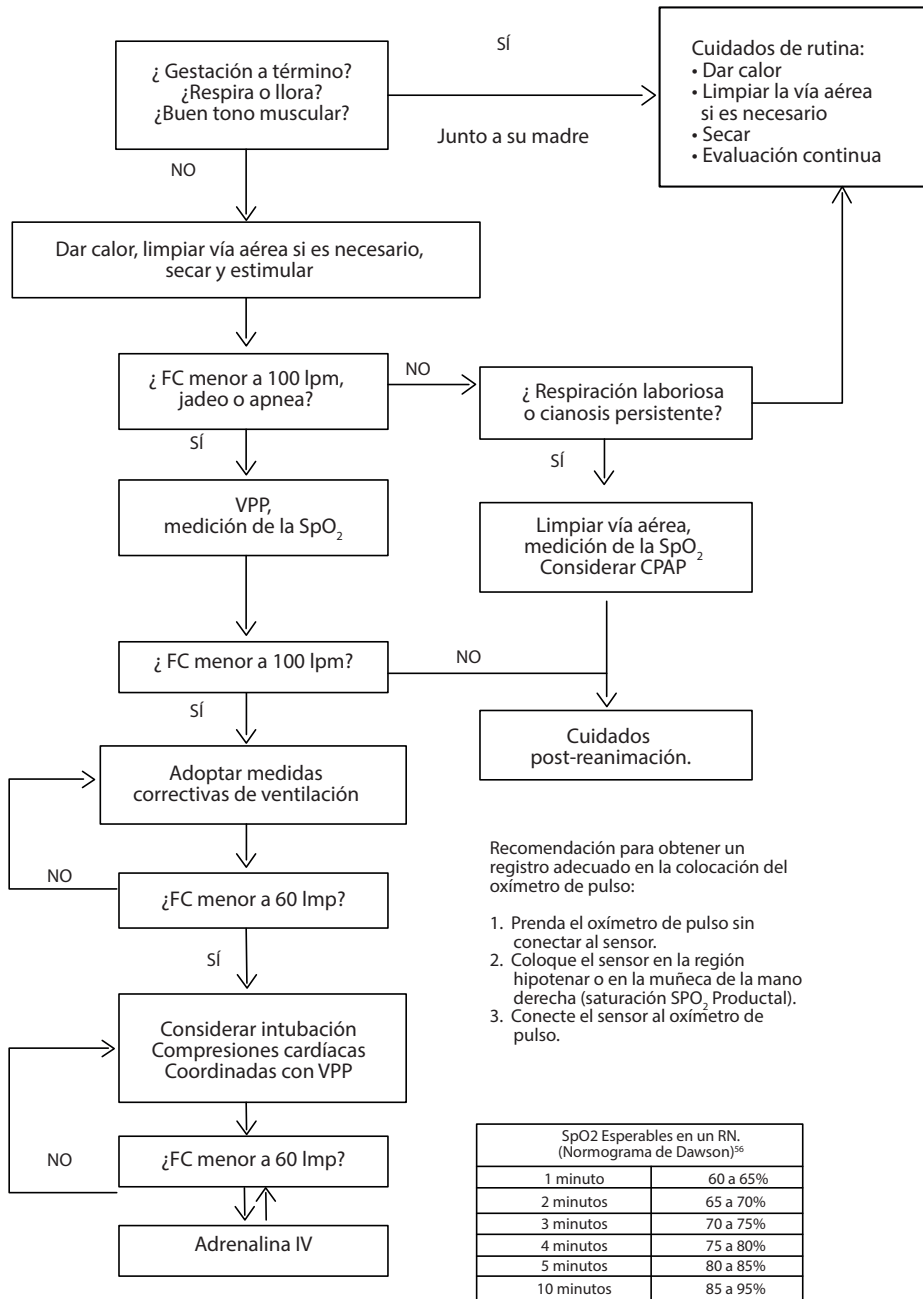 ¿ Gestación a término?
¿Respira o llora?
¿Buen tono muscular?
SÍ
Junto a su madre
Cuidados de rutina:
• Dar calor
• Limpiar la vía aérea
si es necesario
• Secar
• Evaluación continua
NO
Dar calor, limpiar vía aérea si es necesario,
secar y estimular
¿ FC menor a 100 lpm,
jadeo o apnea?
NO
¿ Respiración laboriosa
o cianosis persistente?
SÍ
SÍ
VPP,
medición de la SpO₂
Limpiar vía aérea,
medición de la SpO₂
Considerar CPAP
¿ FC menor a 100 lpm?
NO
SÍ
Cuidados
post-reanimación.
Adoptar medidas
correctivas de ventilación
NO
¿FC menor a 60 lmp?
SÍ
Considerar intubación
Compresiones cardíacas
Coordinadas con VPP
NO
¿FC menor a 60 lmp?
Adrenalina IV
Recomendación para obtener un
registro adecuado en la colocación del
oxímetro de pulso:
1. Prenda el oxímetro de pulso sin
conectar al sensor.
2. Coloque el sensor en la región
hipotenar o en la muñeca de la mano
derecha (saturación SPO₂ Productal).
3. Conecte el sensor al oxímetro de
pulso.
SpO2 Esperables en un RN.
(Normograma de Dawson)⁵⁶
1 minuto 60 a 65%
2 minutos 65 a 70%
3 minutos 70 a 75%
4 minutos 75 a 80%
5 minutos 80 a 85%
10 minutos 85 a 95%